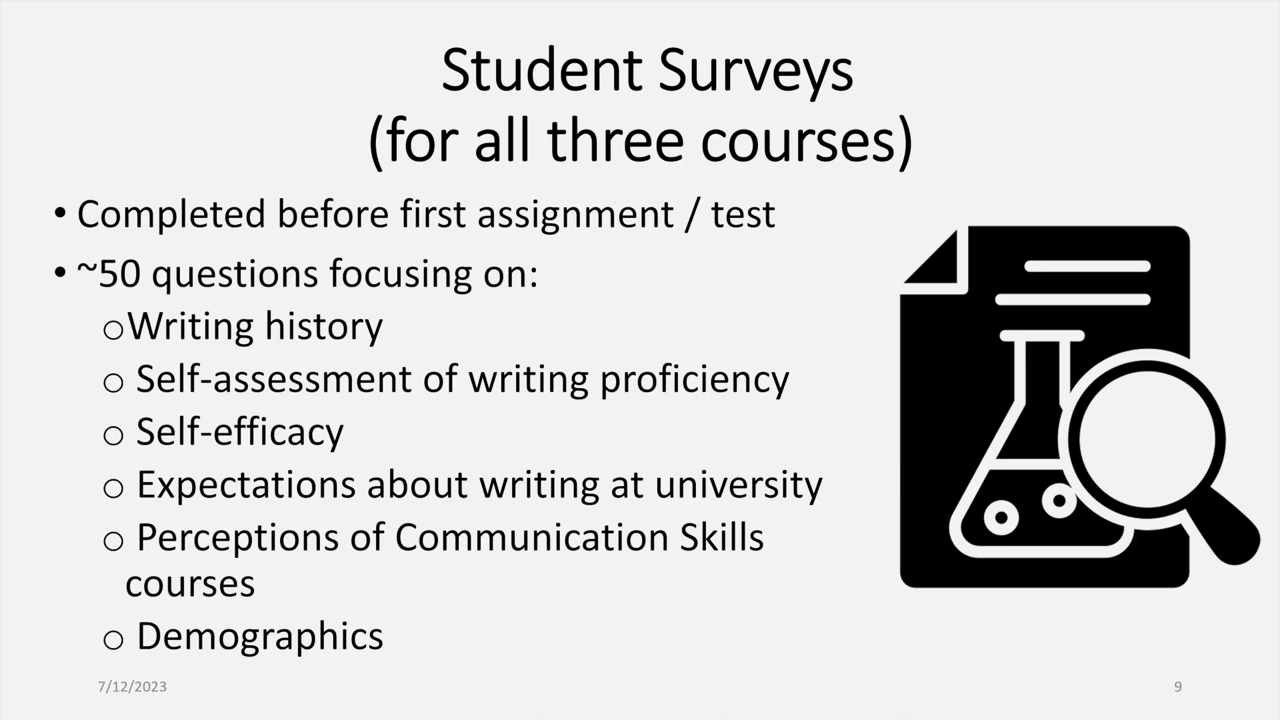 Student Surveys
(for all three courses)
• Completed before first assignment / test
• ~50 questions focusing on:
oWriting history
o Self-assessment of writing proficiency
o Self-efficacy
o Expectations about writing at university
o Perceptions of Communication Skills
courses
o Demographics
7/12/2023
9